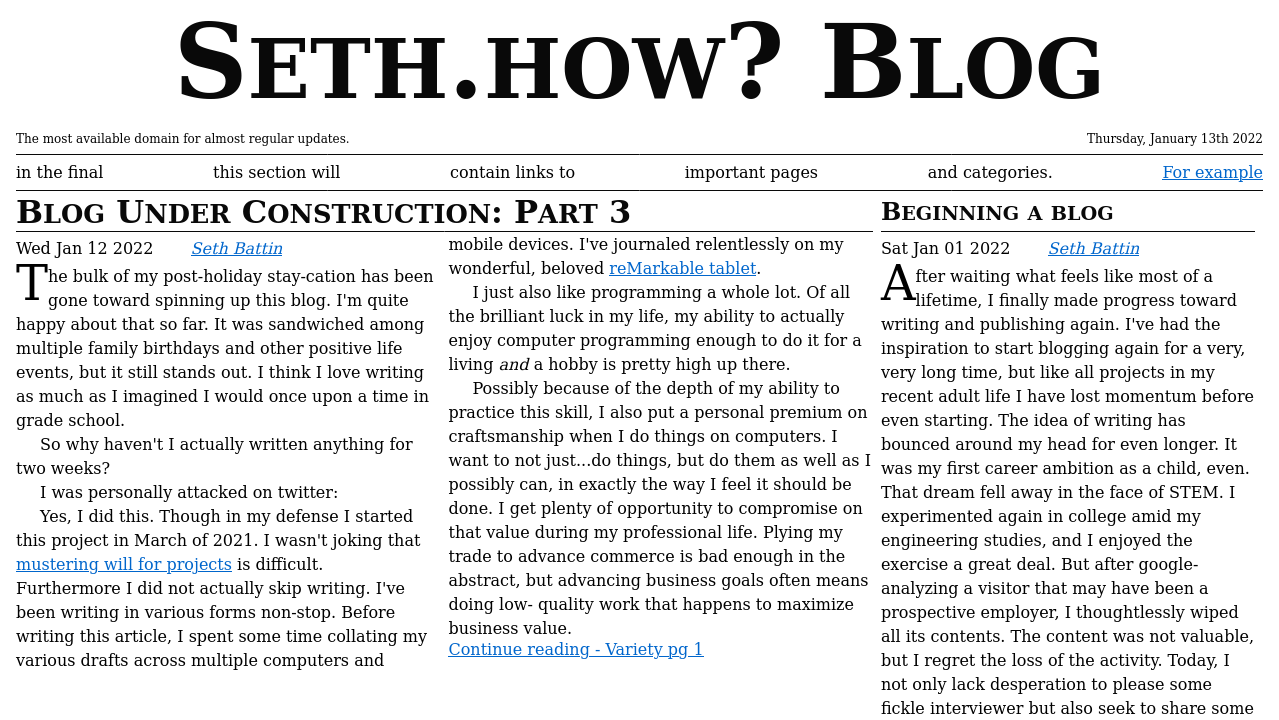 Seth.how? Blog
The most available domain for almost regular updates.
Thursday, January 13th 2022
in the final this section will contain links to important pages and categories. For example
Blog Under Construction: Part 3
Wed Jan 12 2022 Seth Battin
The bulk of my post-holiday stay-cation has been
gone toward spinning up this blog. I'm quite
happy about that so far. It was sandwiched among
multiple family birthdays and other positive life
events, but it still stands out. I think I love writing
as much as I imagined I would once upon a time in
grade school.
So why haven't I actually written anything for
two weeks?
I was personally attacked on twitter:
Yes, I did this. Though in my defense I started
this project in March of 2021. I wasn't joking that
mustering will for projects is difficult.
Furthermore I did not actually skip writing. I've
been writing in various forms non-stop. Before
writing this article, I spent some time collating my
various drafts across multiple computers and
mobile devices. I've journaled relentlessly on my
wonderful, beloved reMarkable tablet.
I just also like programming a whole lot. Of all
the brilliant luck in my life, my ability to actually
enjoy computer programming enough to do it for a
living and a hobby is pretty high up there.
Possibly because of the depth of my ability to
practice this skill, I also put a personal premium on
craftsmanship when I do things on computers. I
want to not just...do things, but do them as well as I
possibly can, in exactly the way I feel it should be
done. I get plenty of opportunity to compromise on
that value during my professional life. Plying my
trade to advance commerce is bad enough in the
abstract, but advancing business goals often means
doing low- quality work that happens to maximize
business value.
Continue reading - Variety pg 1
Beginning a blog
Sat Jan 01 2022 Seth Battin
After waiting what feels like most of a
lifetime, I finally made progress toward
writing and publishing again. I've had the
inspiration to start blogging again for a very,
very long time, but like all projects in my
recent adult life I have lost momentum before
even starting. The idea of writing has
bounced around my head for even longer. It
was my first career ambition as a child, even.
That dream fell away in the face of STEM. I
experimented again in college amid my
engineering studies, and I enjoyed the
exercise a great deal. But after google-
analyzing a visitor that may have been a
prospective employer, I thoughtlessly wiped
all its contents. The content was not valuable,
but I regret the loss of the activity. Today, I
not only lack desperation to please some
fickle interviewer but also seek to share some